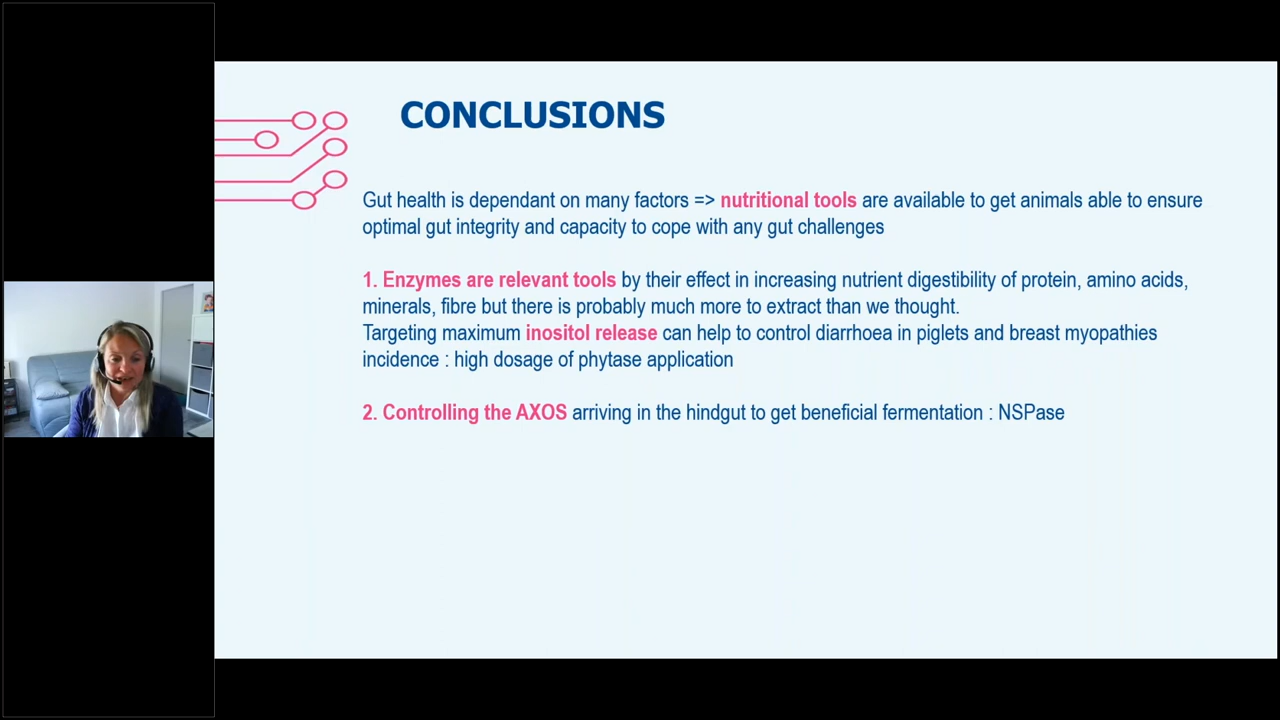 CONCLUSIONS
Gut health is dependant on many factors => nutritional tools are available to get animals able to ensure
optimal gut integrity and capacity to cope with any gut challenges
1. Enzymes are relevant tools by their effect in increasing nutrient digestibility of protein, amino acids,
minerals, fibre but there is probably much more to extract than we thought.
Targeting maximum inositol release can help to control diarrhoea in piglets and breast myopathies
incidence : high dosage of phytase application
2. Controlling the AXOS arriving in the hindgut to get beneficial fermentation : NSPase